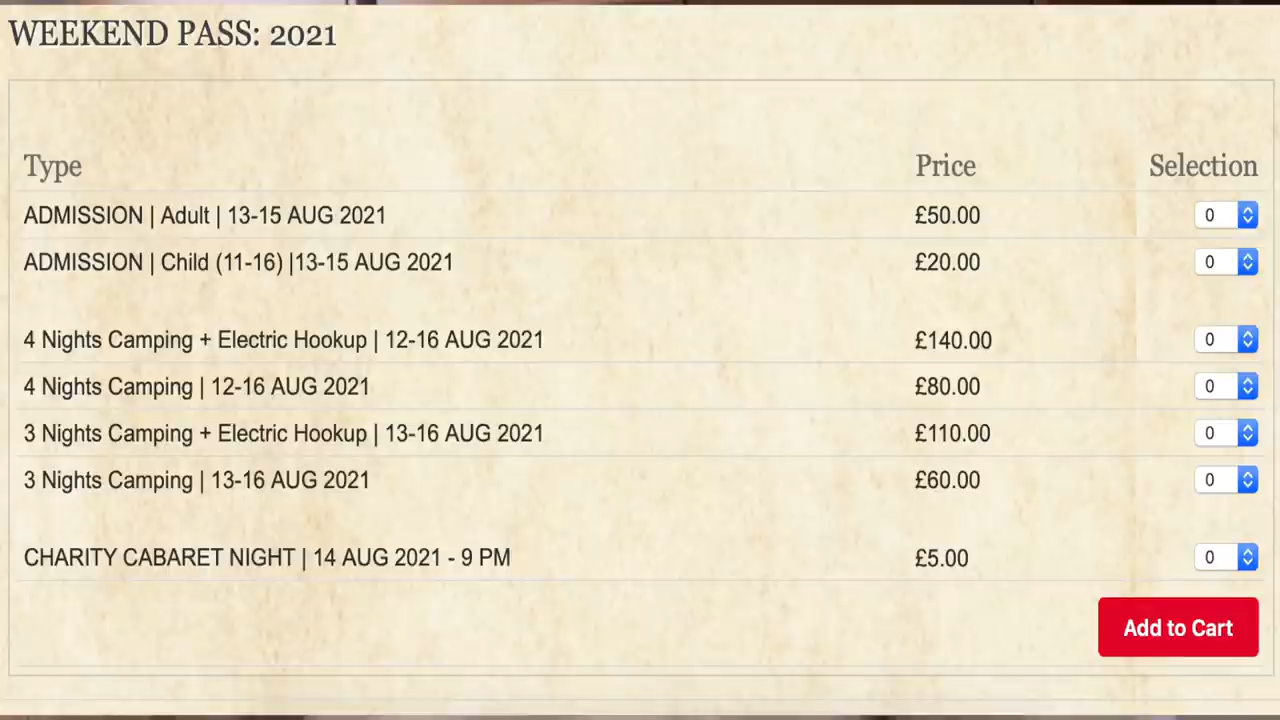 WEEKEND PASS: 2021
Type Price Selection
ADMISSION | Adult | 13-15 AUG 2021 £50.00 0
ADMISSION | Child (11-16) |13-15 AUG 2021 £20.00 0
4 Nights Camping + Electric Hookup | 12-16 AUG 2021 £140.00 0
4 Nights Camping | 12-16 AUG 2021 £80.00 0
3 Nights Camping + Electric Hookup | 13-16 AUG 2021 £110.00 0
3 Nights Camping | 13-16 AUG 2021 £60.00 0
CHARITY CABARET NIGHT | 14 AUG 2021 - 9 PM £5.00 0
Add to Cart